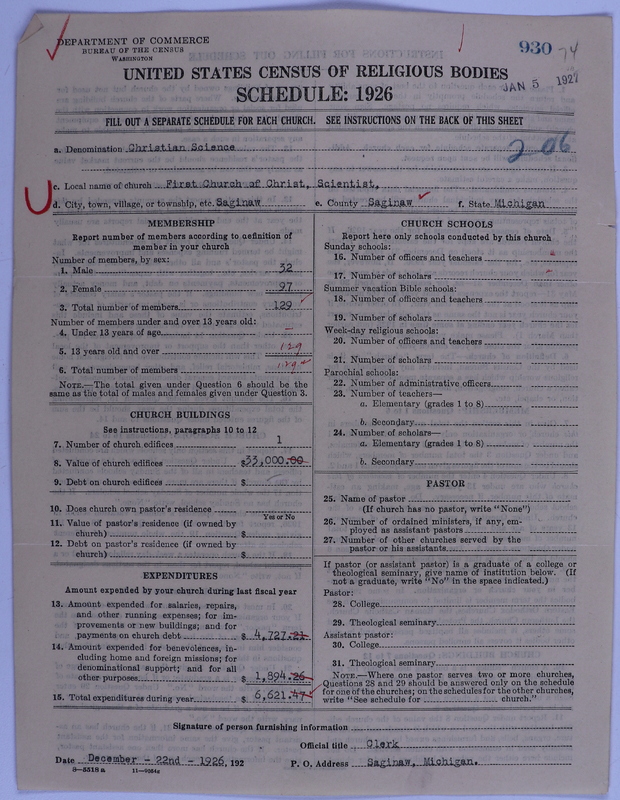 DEPARTMENT OF COMMERCE
BUREAU OF THE CENSUS
WASHINGTON
930 74
JAN 5 1927
UNITED STATES CENSUS OF RELIGIOUS BODIES
SCHEDULE: 1926
FILL OUT A SEPARATE SCHEDULE FOR EACH CHURCH. SEE INSTRUCTIONS ON THE BACK OF THIS SHEET
206
a. Denomination Christian Science
c. Local name of church First Church of Christ, Scientist,
d. City, town, village, or township, etc. Saginaw e. County Saginaw f. State Michigan
MEMBERSHIP
Report number of members according to definition of
member in your church
Number of members, by sex:
1. Male 32
2. Female 97
3. Total number of members 129
Number of members under and over 13 years old:
4. Under 13 years of age –
5. 13 years old and over 129
6. Total number of members 129
NOTE.—The total given under Question 6 should be the
same as the total of males and females given under Question 3.
CHURCH BUILDINGS
See instructions, paragraphs 10 to 12
7. Number of church edifices 1
8. Value of church edifices $33,000.00
9. Debt on church edifices $
10. Does church own pastor's residence
Yes or No
11. Value of pastor's residence (if owned by
church) $
12. Debt on pastor's residence (if owned by
church) $
EXPENDITURES
Amount expended by your church during last fiscal year
13. Amount expended for salaries, repairs,
and other running expenses; for im-
provements or new buildings; and for
payments on church debt $ 4,727.21
14. Amount expended for benevolences, in-
cluding home and foreign missions; for
denominational support; and for all
other purposes $ 1,894.26
15. Total expenditures during year $ 6,621.47
CHURCH SCHOOLS
Report here only schools conducted by this church
Sunday schools:
16. Number of officers and teachers
17. Number of scholars
Summer vacation Bible schools:
18. Number of officers and teachers
19. Number of scholars
Week-day religious schools:
20. Number of officers and teachers
21. Number of scholars
Parochial schools:
22. Number of administrative officers
23. Number of teachers—
a. Elementary (grades 1 to 8)
b. Secondary
24. Number of scholars—
a. Elementary (grades 1 to 8)
b. Secondary
PASTOR
25. Name of pastor
(If church has no pastor, write "None")
26. Number of ordained ministers, if any, em-
ployed as assistant pastors
27. Number of other churches served by the
pastor or his assistants
If pastor (or assistant pastor) is a graduate of a college or
theological seminary, give name of institution below. (If
not a graduate, write "No" in the space indicated.)
Pastor:
28. College
29. Theological seminary
Assistant pastor:
30. College
31. Theological seminary
NOTE.—Where one pastor serves two or more churches,
Questions 28 and 29 should be answered only on the schedule
for one of the churches; on the schedules for the other churches,
write "See schedule for church."
Signature of person furnishing information
Official title Clerk
Date December - 22nd - 1926, 192 P. O. Address Saginaw, Michigan.
8—5518 a